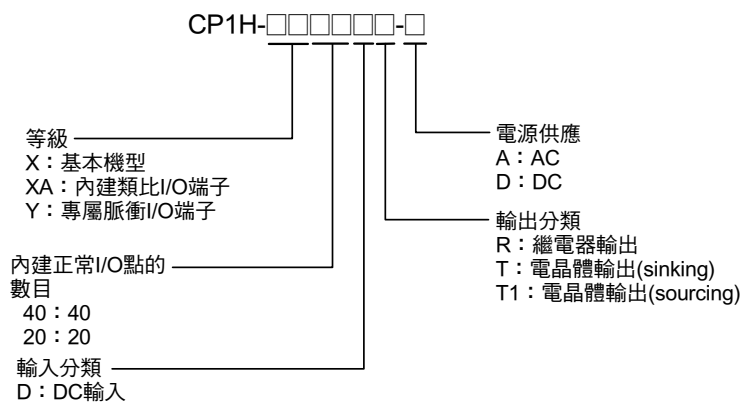 CP1H-□□□□□□-□
等級
X：基本機型
XA：內建類比I/O端子
Y：專屬脈衝I/O端子
內建正常I/O點的
數目
40：40
20：20
輸入分類
D：DC輸入
電源供應
A：AC
D：DC
輸出分類
R：繼電器輸出
T：電晶體輸出(sinking)
T1：電晶體輸出(sourcing)